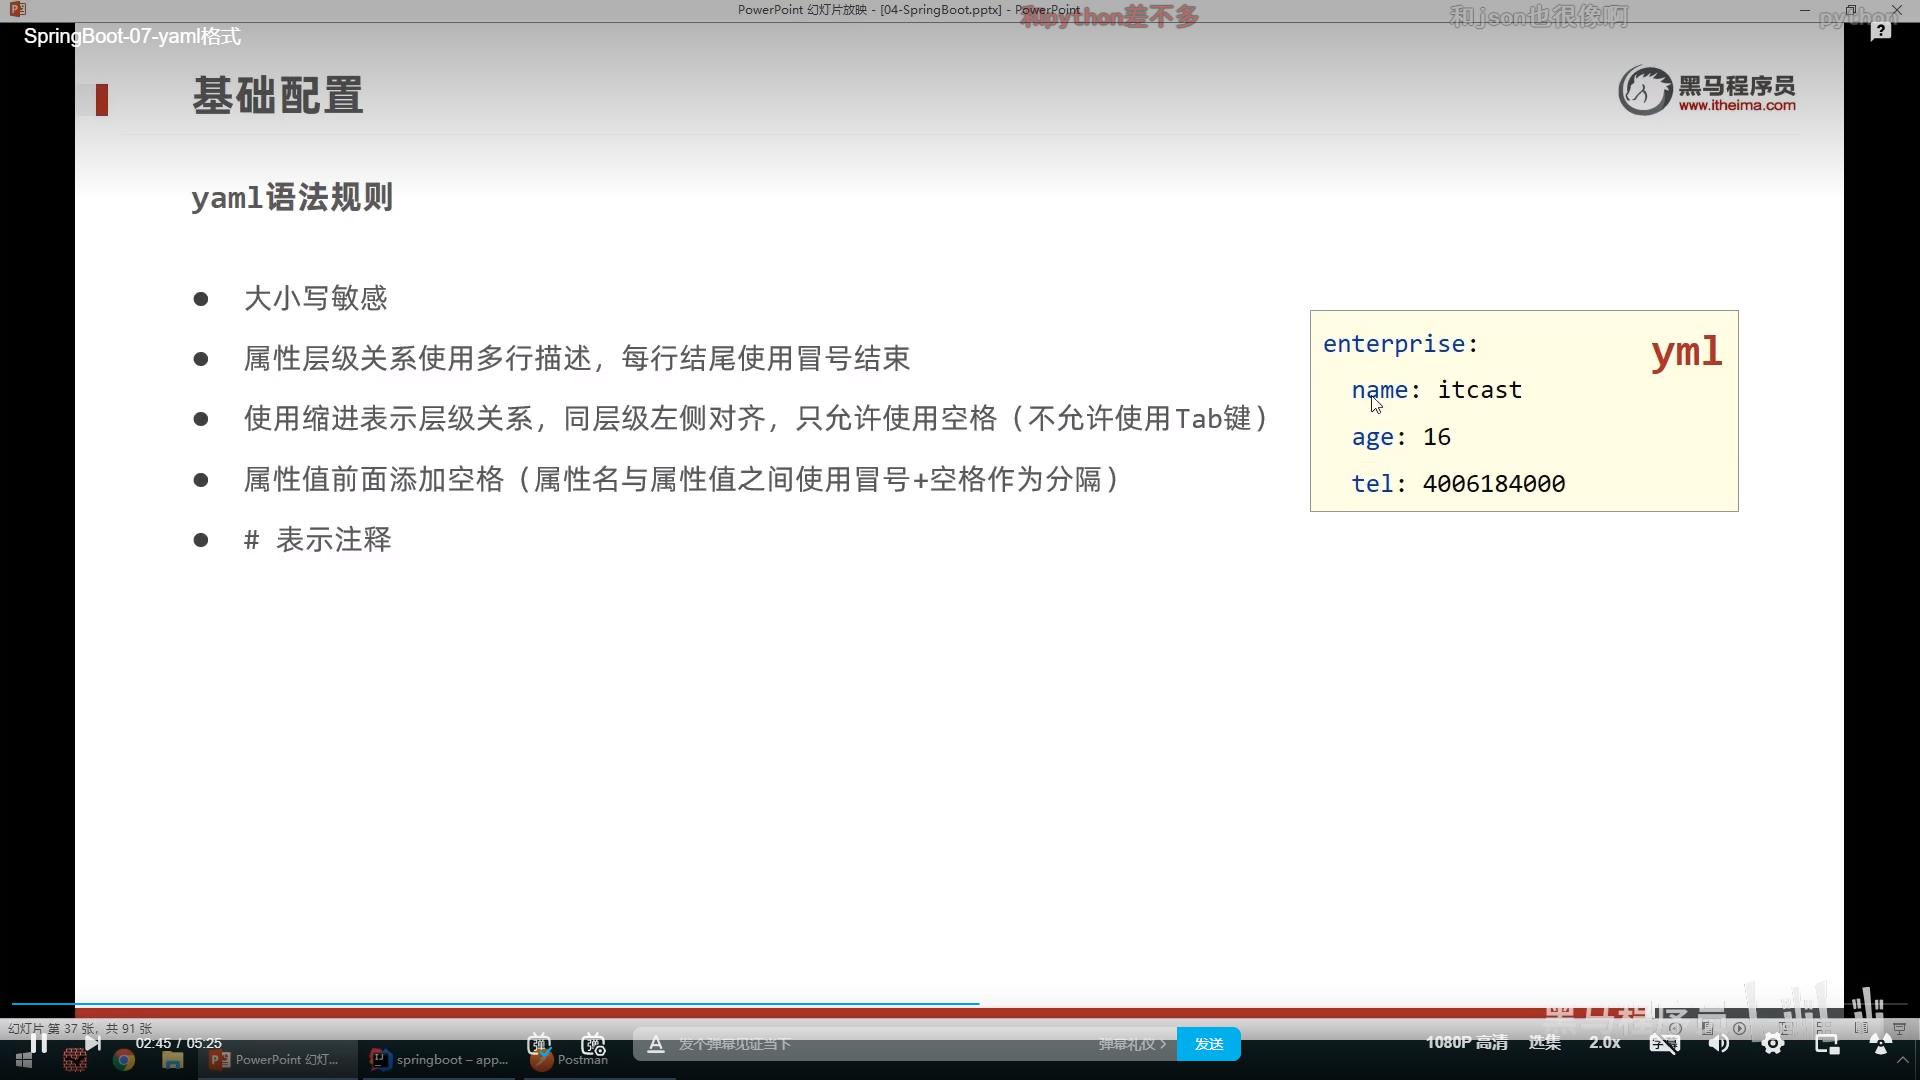 PowerPoint 幻灯片放映 - [04-SpringBoot.pptx] - PowerPoint
和python差不多
和json也很像啊
python
SpringBoot-07-yaml格式
基础配置
黑马程序员
www.itheima.com
yaml语法规则
大小写敏感
属性层级关系使用多行描述，每行结尾使用冒号结束
使用缩进表示层级关系，同层级左侧对齐，只允许使用空格（不允许使用Tab键）
属性值前面添加空格（属性名与属性值之间使用冒号+空格作为分隔）
# 表示注释
yml
enterprise:
name: itcast
age: 16
tel: 4006184000
幻灯片 第 37 张，共 91 张
02:45 / 05:25
发个弹幕见证当下
弹幕礼仪 >
发送
1080P 高清
选集
2.0x
PowerPoint 幻灯...
springboot – app...
Postman